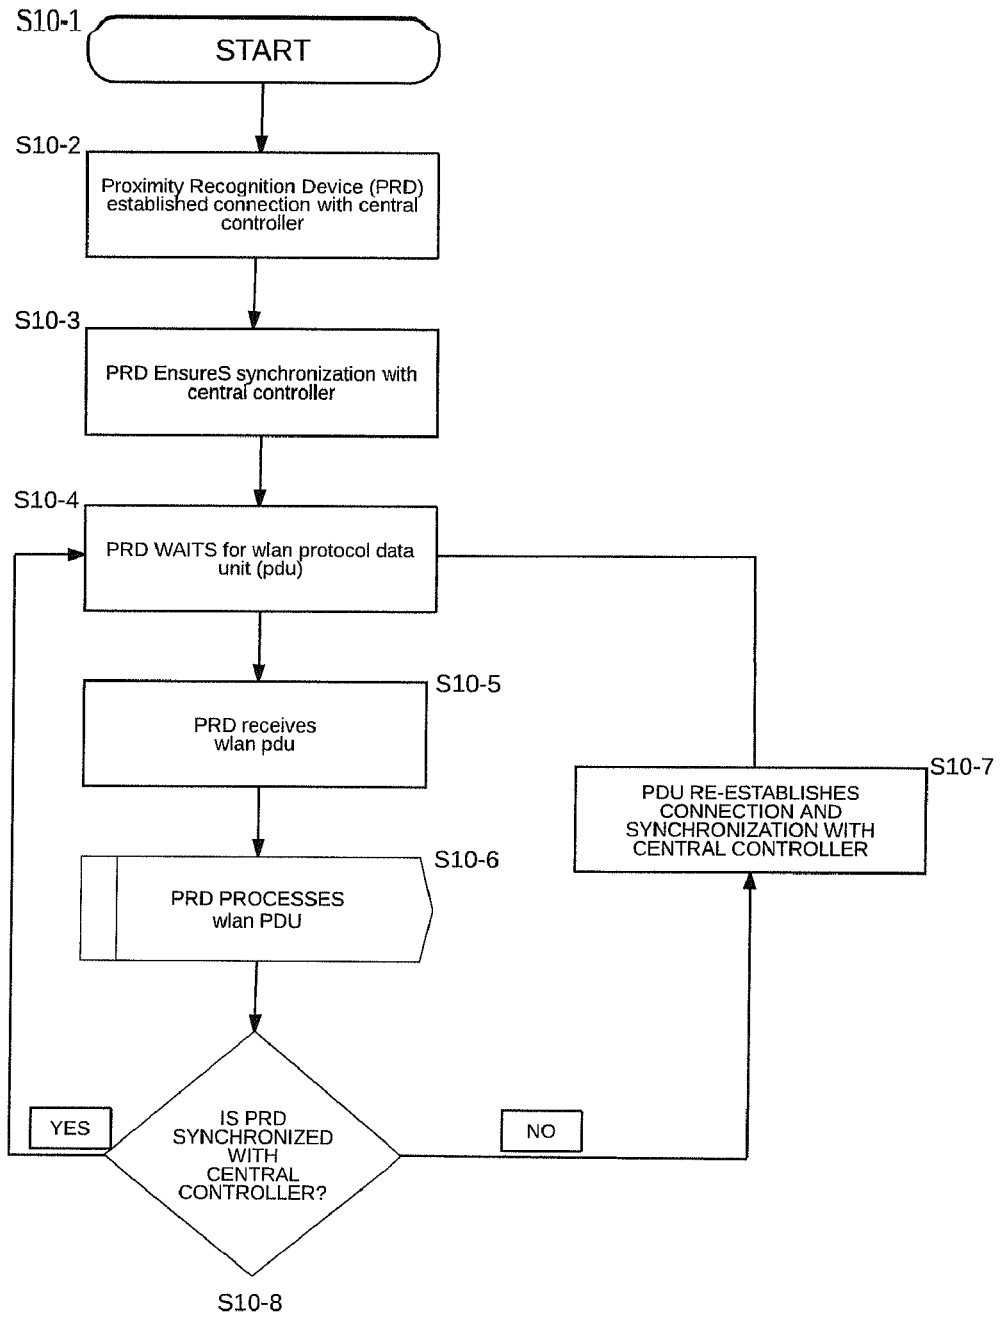 S10-1
START
S10-2
Proximity Recognition Device (PRD)
established connection with central
controller
S10-3
PRD EnsureS synchronization with
central controller
S10-4
PRD WAITS for wlan protocol data
unit (pdu)
S10-5
PRD receives
wlan pdu
S10-6
PRD PROCESSES
wlan PDU
S10-7
PDU RE-ESTABLISHES
CONNECTION AND
SYNCHRONIZATION WITH
CENTRAL CONTROLLER
YES
IS PRD
SYNCHRONIZED
WITH
CENTRAL
CONTROLLER?
NO
S10-8